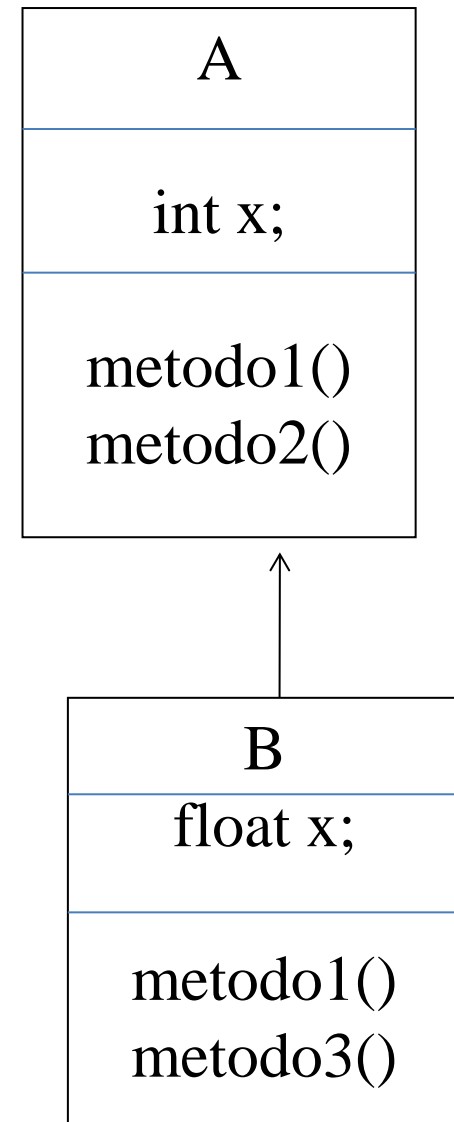 A
int x;
metodo1()
metodo2()
B
float x;
metodo1()
metodo3()